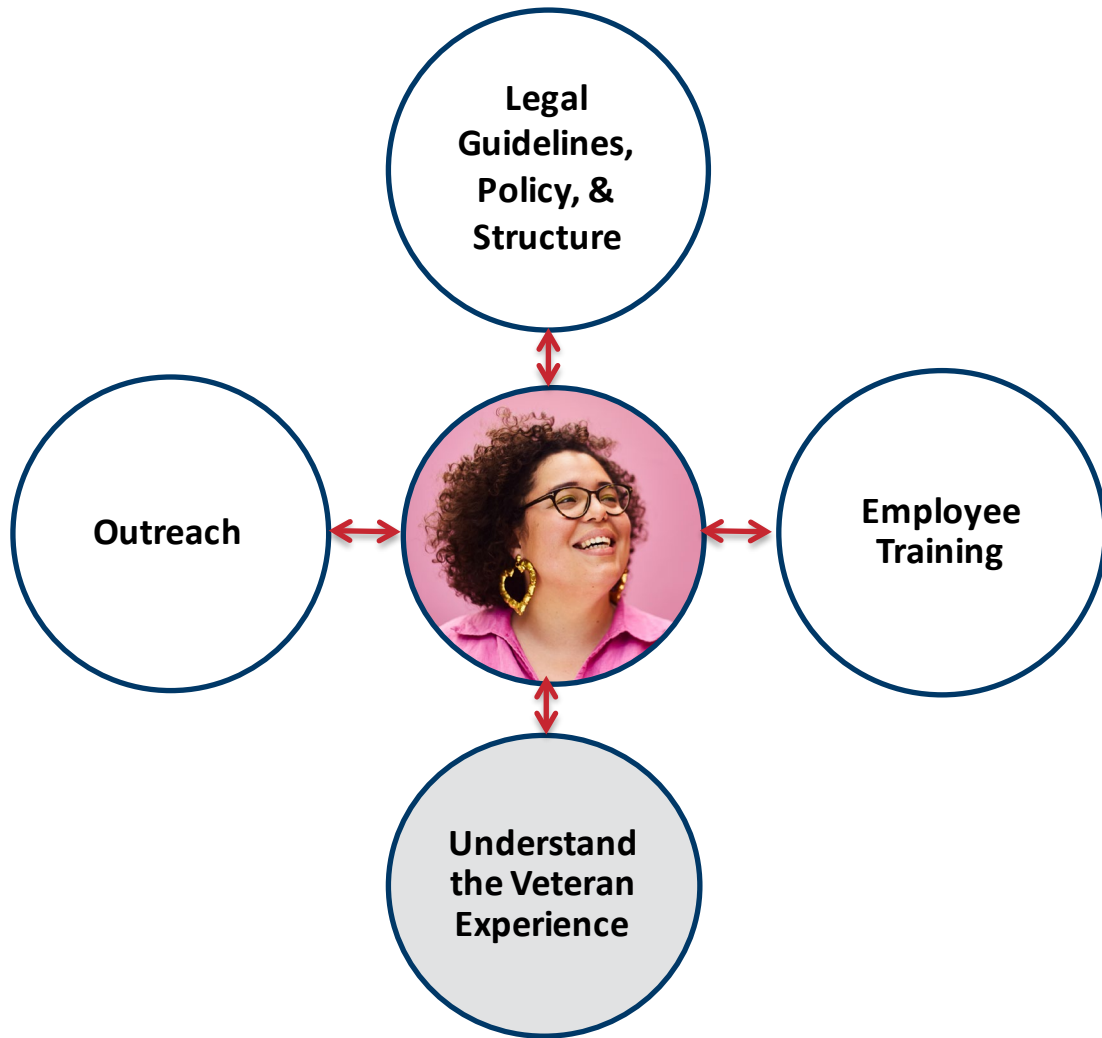 Legal
Guidelines,
Policy, &
Structure
Outreach
Employee
Training
Understand
the Veteran
Experience